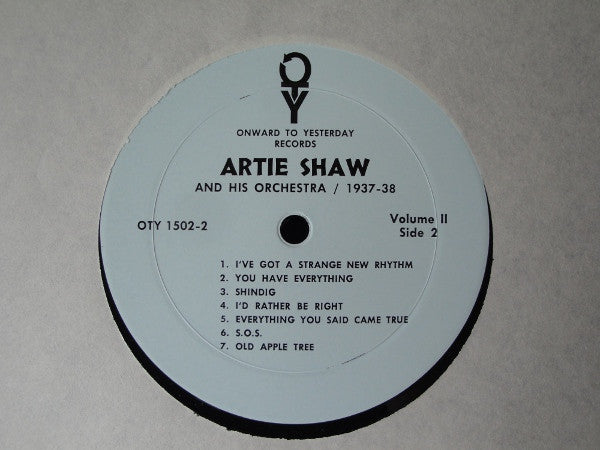 OTY
ONWARD TO YESTERDAY
RECORDS
ARTIE SHAW
AND HIS ORCHESTRA / 1937-38
OTY 1502-2
Volume II
Side 2
1. I'VE GOT A STRANGE NEW RHYTHM
2. YOU HAVE EVERYTHING
3. SHINDIG
4. I'D RATHER BE RIGHT
5. EVERYTHING YOU SAID CAME TRUE
6. S.O.S.
7. OLD APPLE TREE